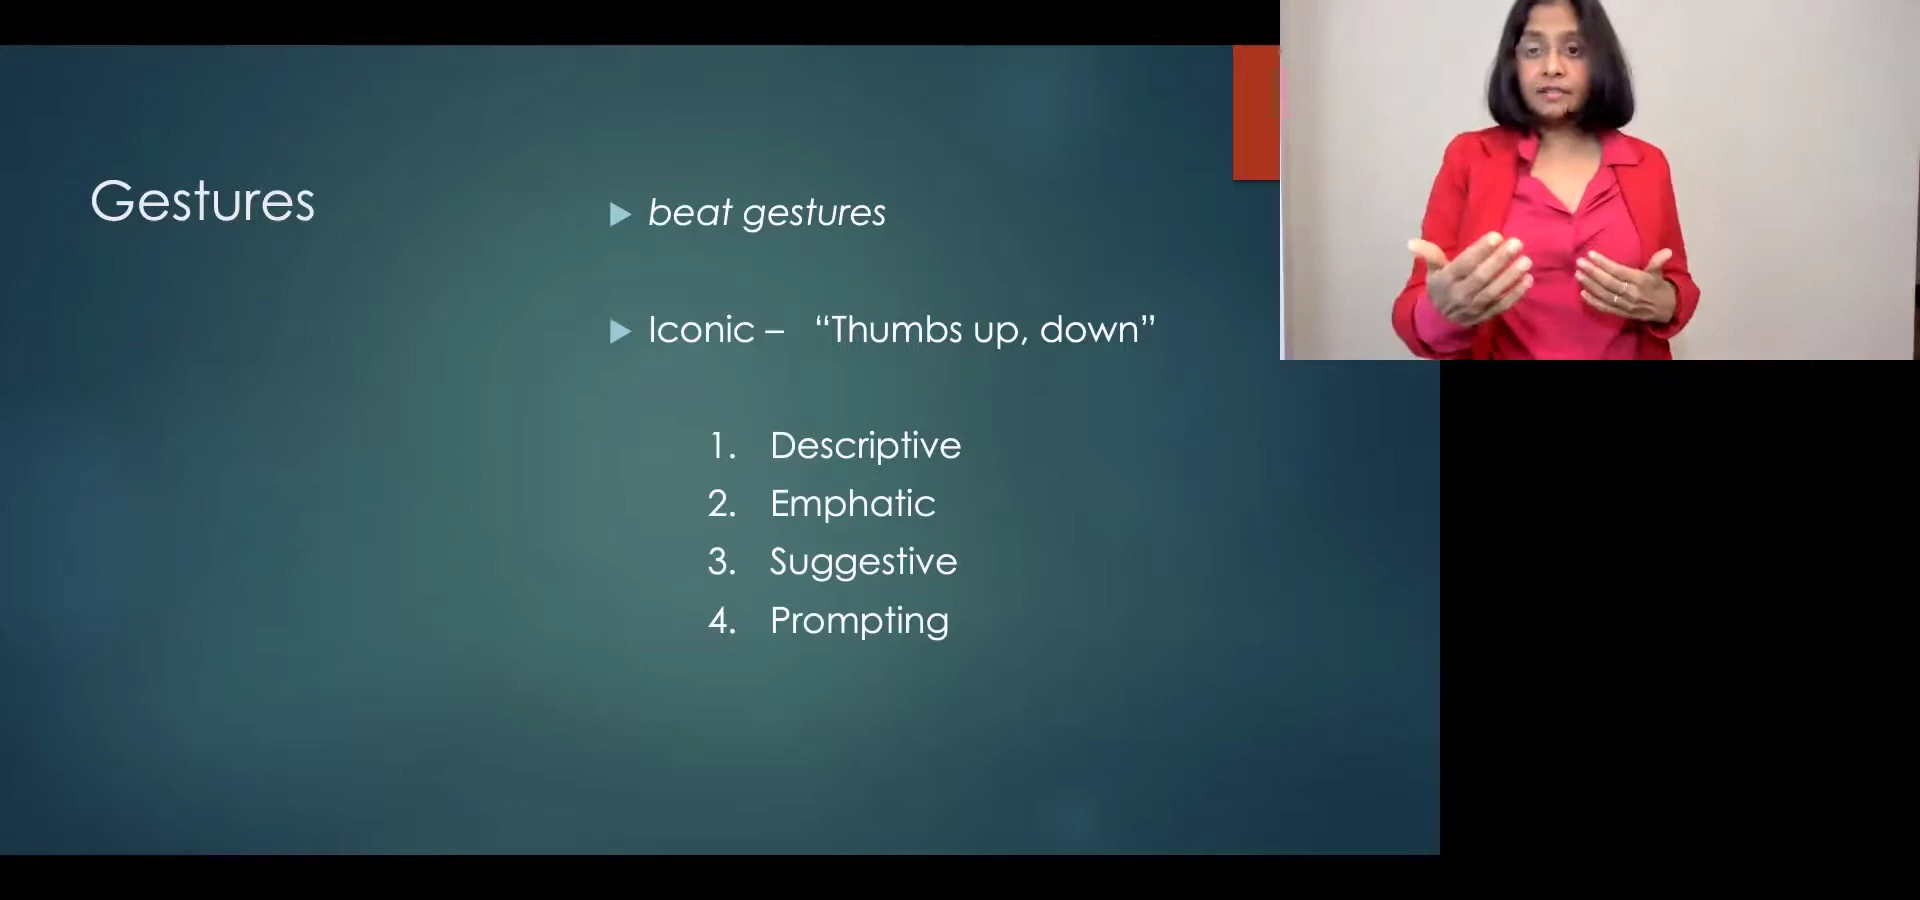 Gestures
beat gestures
Iconic – “Thumbs up, down”
1. Descriptive
2. Emphatic
3. Suggestive
4. Prompting